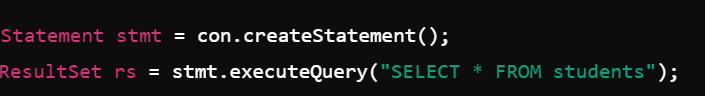 Statement stmt = con.createStatement();
ResultSet rs = stmt.executeQuery("SELECT * FROM students");